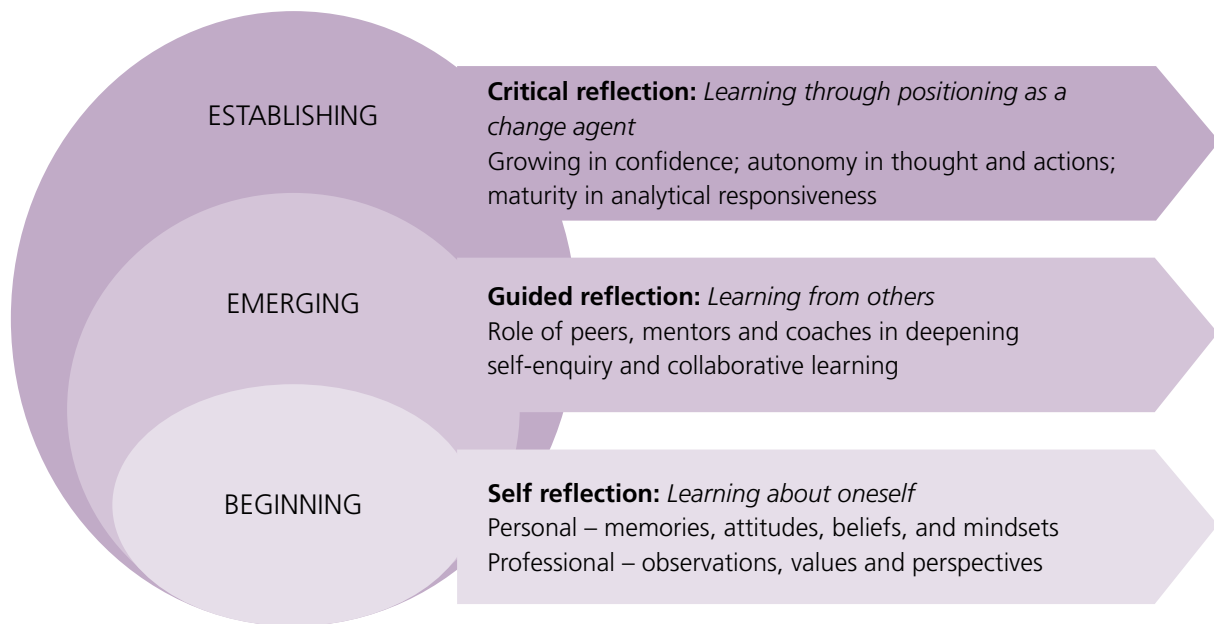 ESTABLISHING
Critical reflection: Learning through positioning as a
change agent
Growing in confidence; autonomy in thought and actions;
maturity in analytical responsiveness
EMERGING
Guided reflection: Learning from others
Role of peers, mentors and coaches in deepening
self-enquiry and collaborative learning
BEGINNING
Self reflection: Learning about oneself
Personal – memories, attitudes, beliefs, and mindsets
Professional – observations, values and perspectives